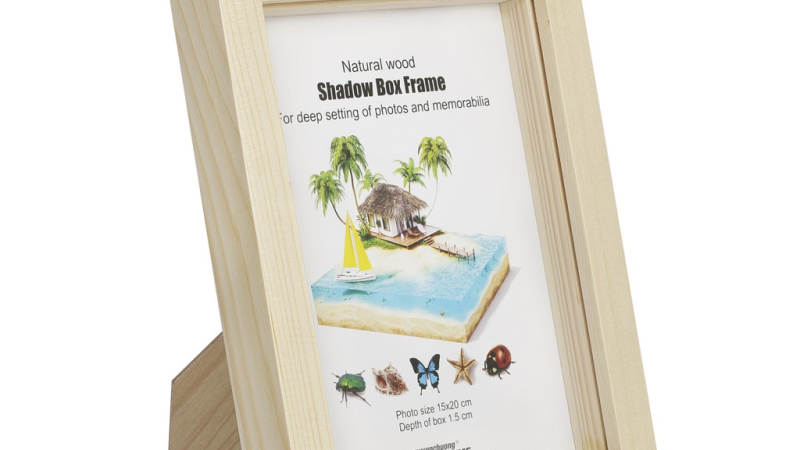 Natural wood
Shadow Box Frame
For deep setting of photos and memorabilia
Photo size 15x20 cm
Depth of box 1.5 cm